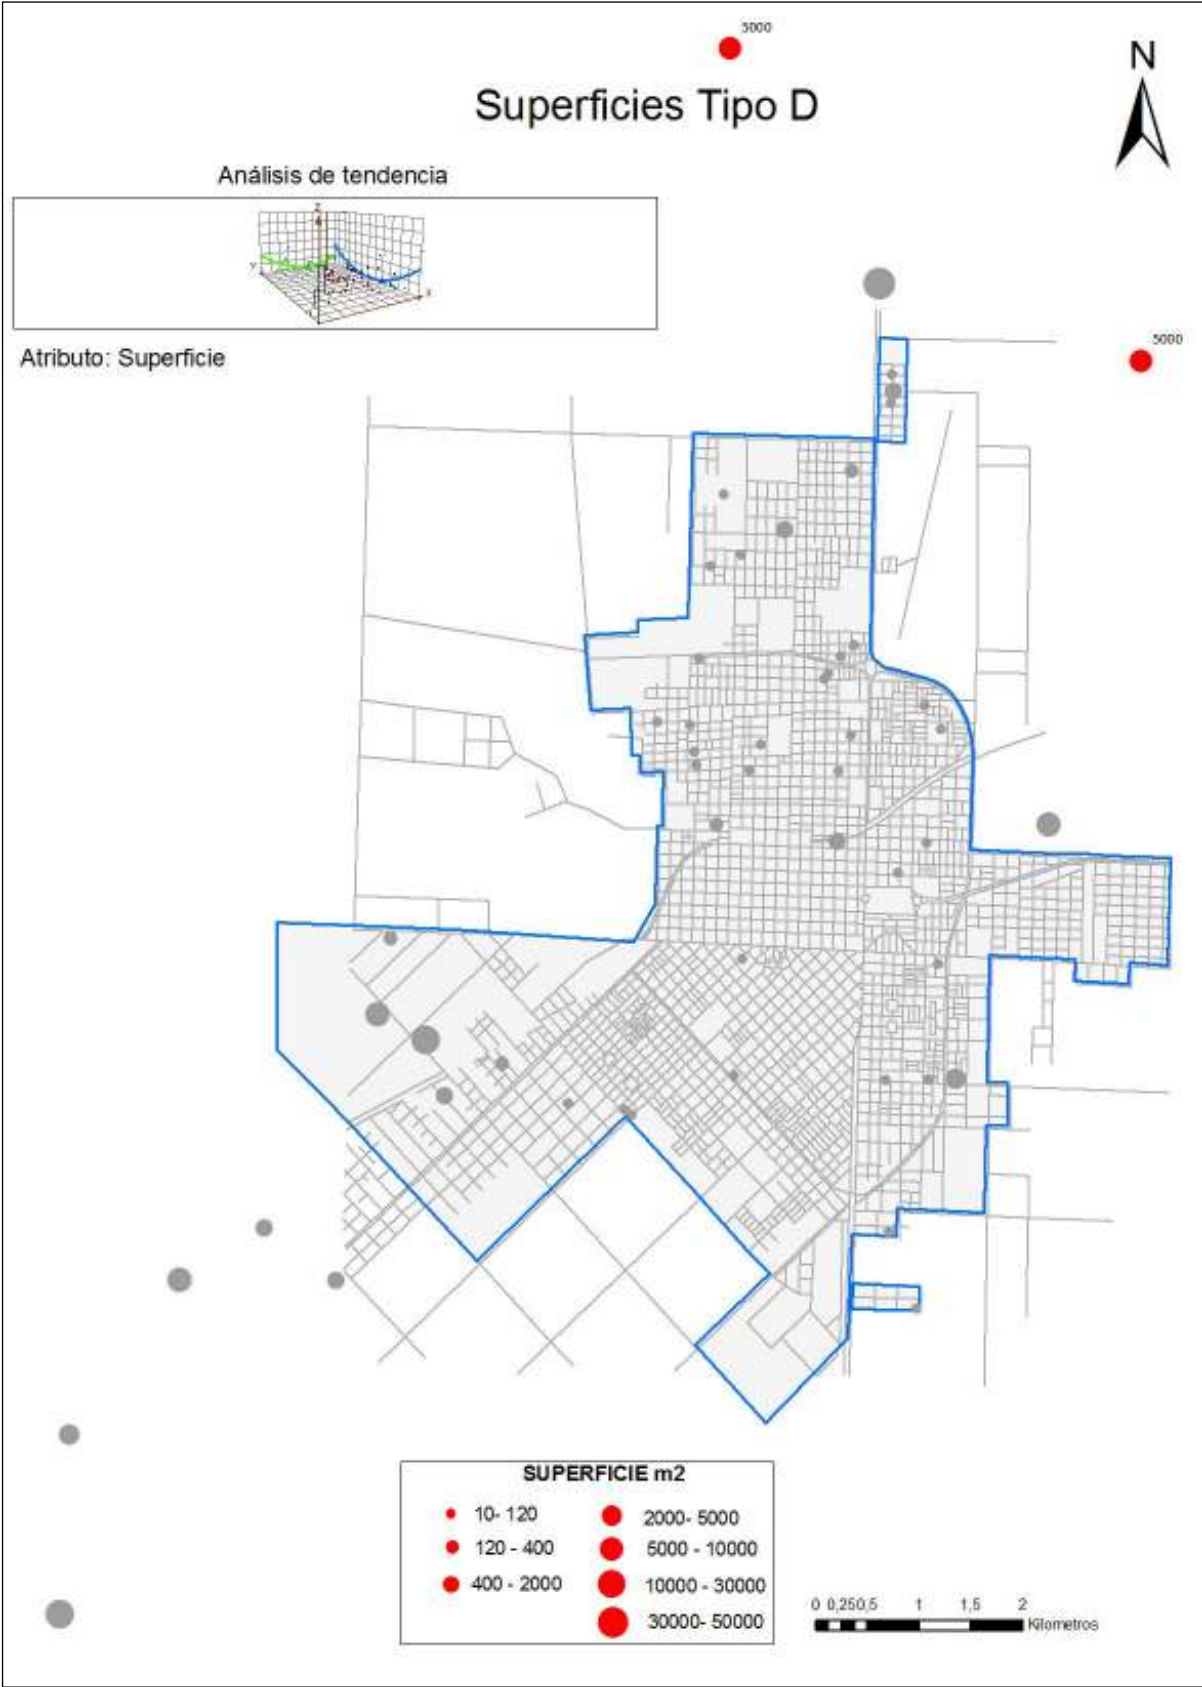 5000
N
Superficies Tipo D
Análisis de tendencia
Z
Y
X
5000
Atributo: Superficie
SUPERFICIE m2
10- 120
2000- 5000
120 - 400
5000 - 10000
400 - 2000
10000 - 30000
30000- 50000
0 0,250,5 1 1,5 2
Kilometros